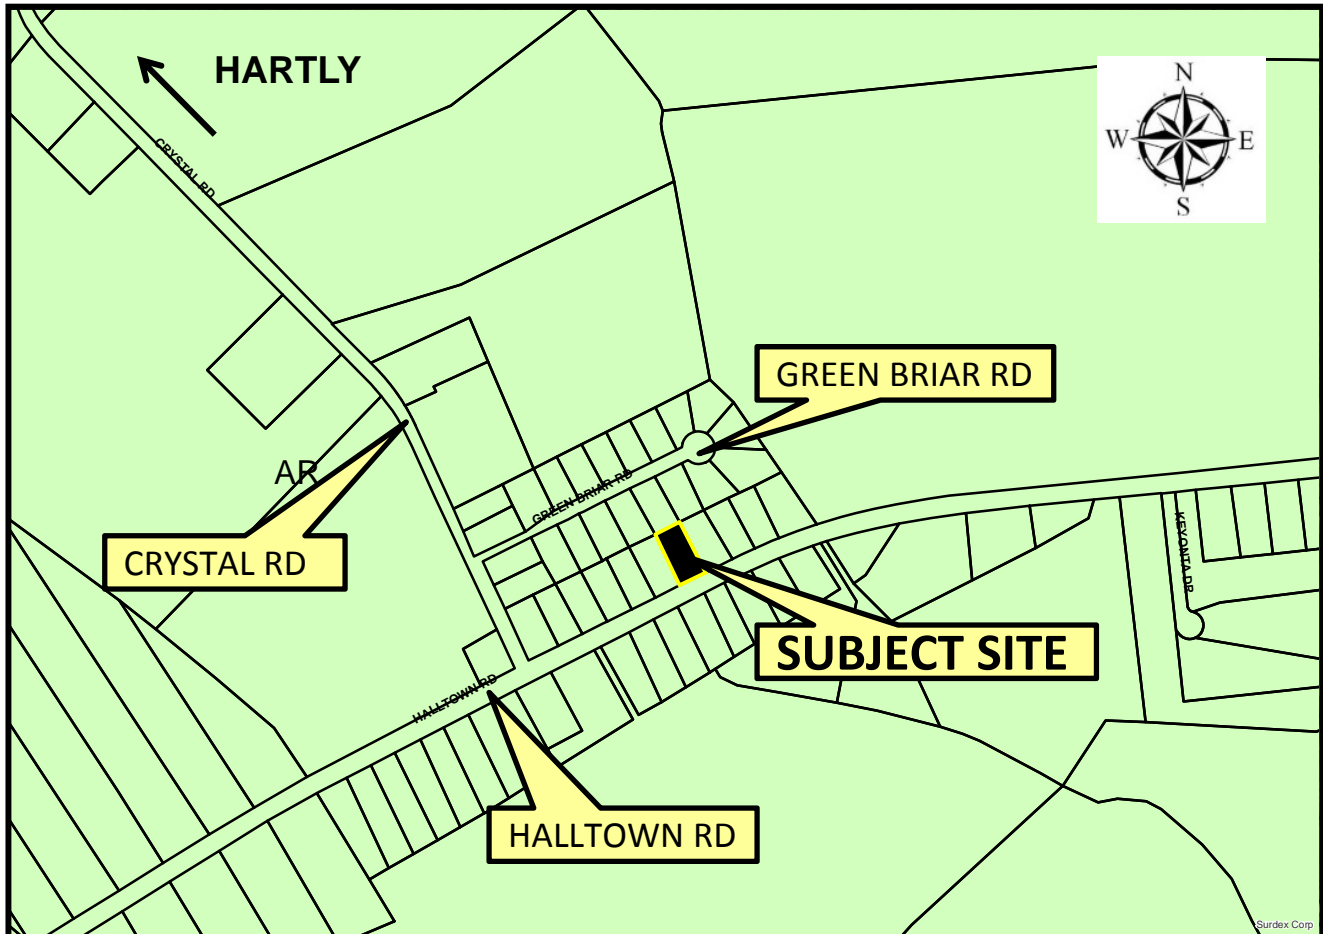 HARTLY
N
W
E
S
CRYSTAL RD
GREEN BRIAR RD
AR
GREEN BRIAR RD
CRYSTAL RD
KEYONTA DR
SUBJECT SITE
HALLTOWN RD
HALLTOWN RD
Surdex Corp